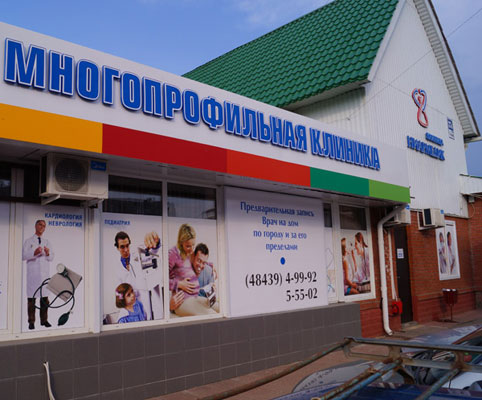 МНОГОПРОФИЛЬНАЯ КЛИНИКА
КАРДИОЛОГИЯ
НЕВРОЛОГИЯ
ПЕДИАТРИЯ
Предварительная запись
Врач на дом
по городу и за его
пределами
(48439) 4-99-92
5-55-02